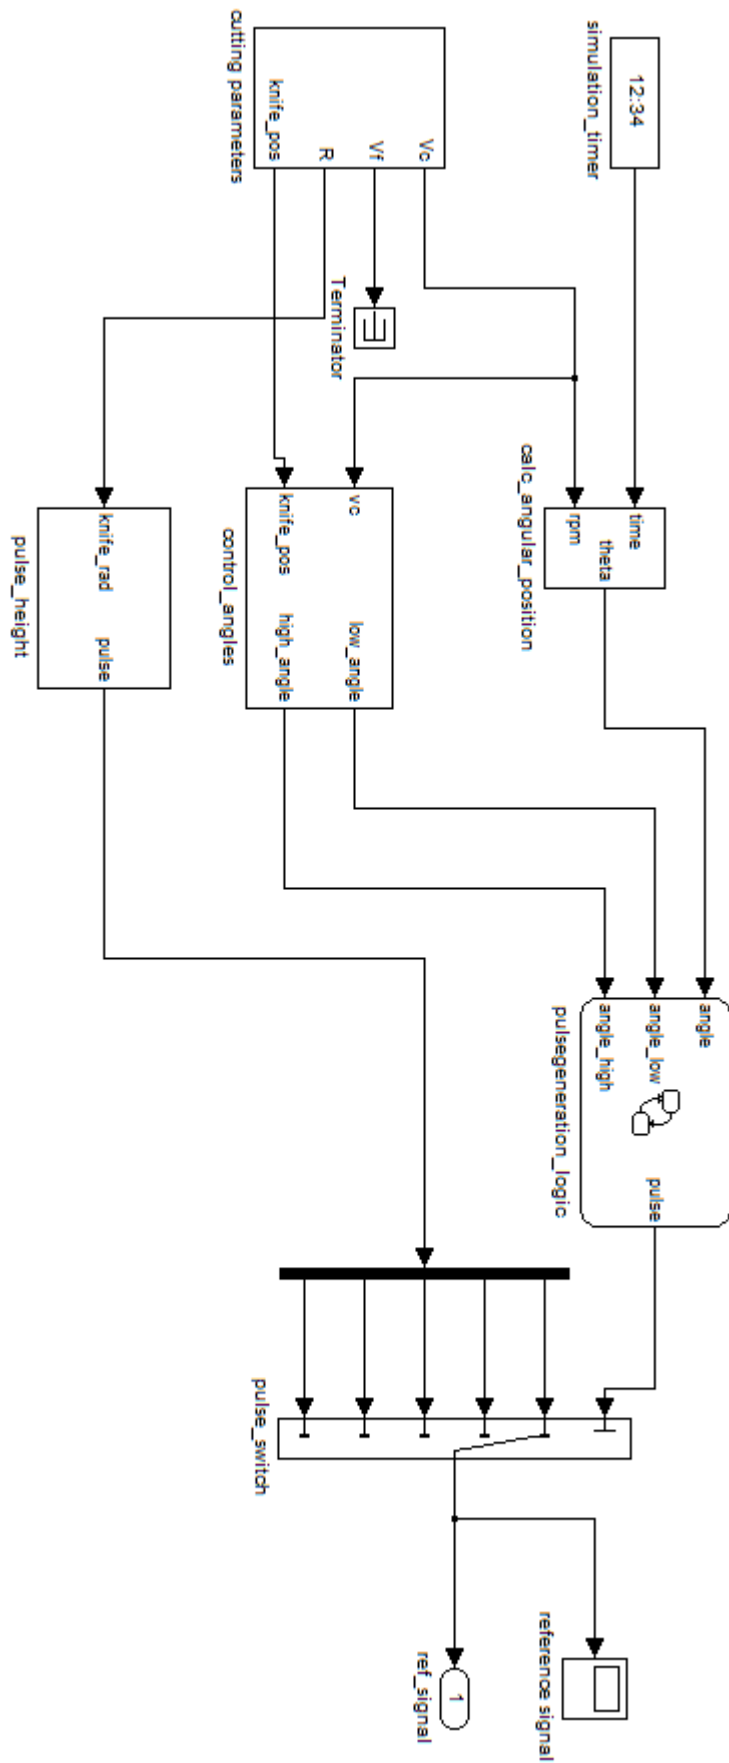 12:34
simulation_timer
Vc
Vf
R
knife_pos
cutting parameters
Terminator
time
theta
rpm
calc_angular_position
vc
low_angle
knife_pos
high_angle
control_angles
knife_rad
pulse
pulse_height
angle
angle_low
angle_high
pulse
pulsegeneration_logic
pulse_switch
reference signal
1
ref_signal